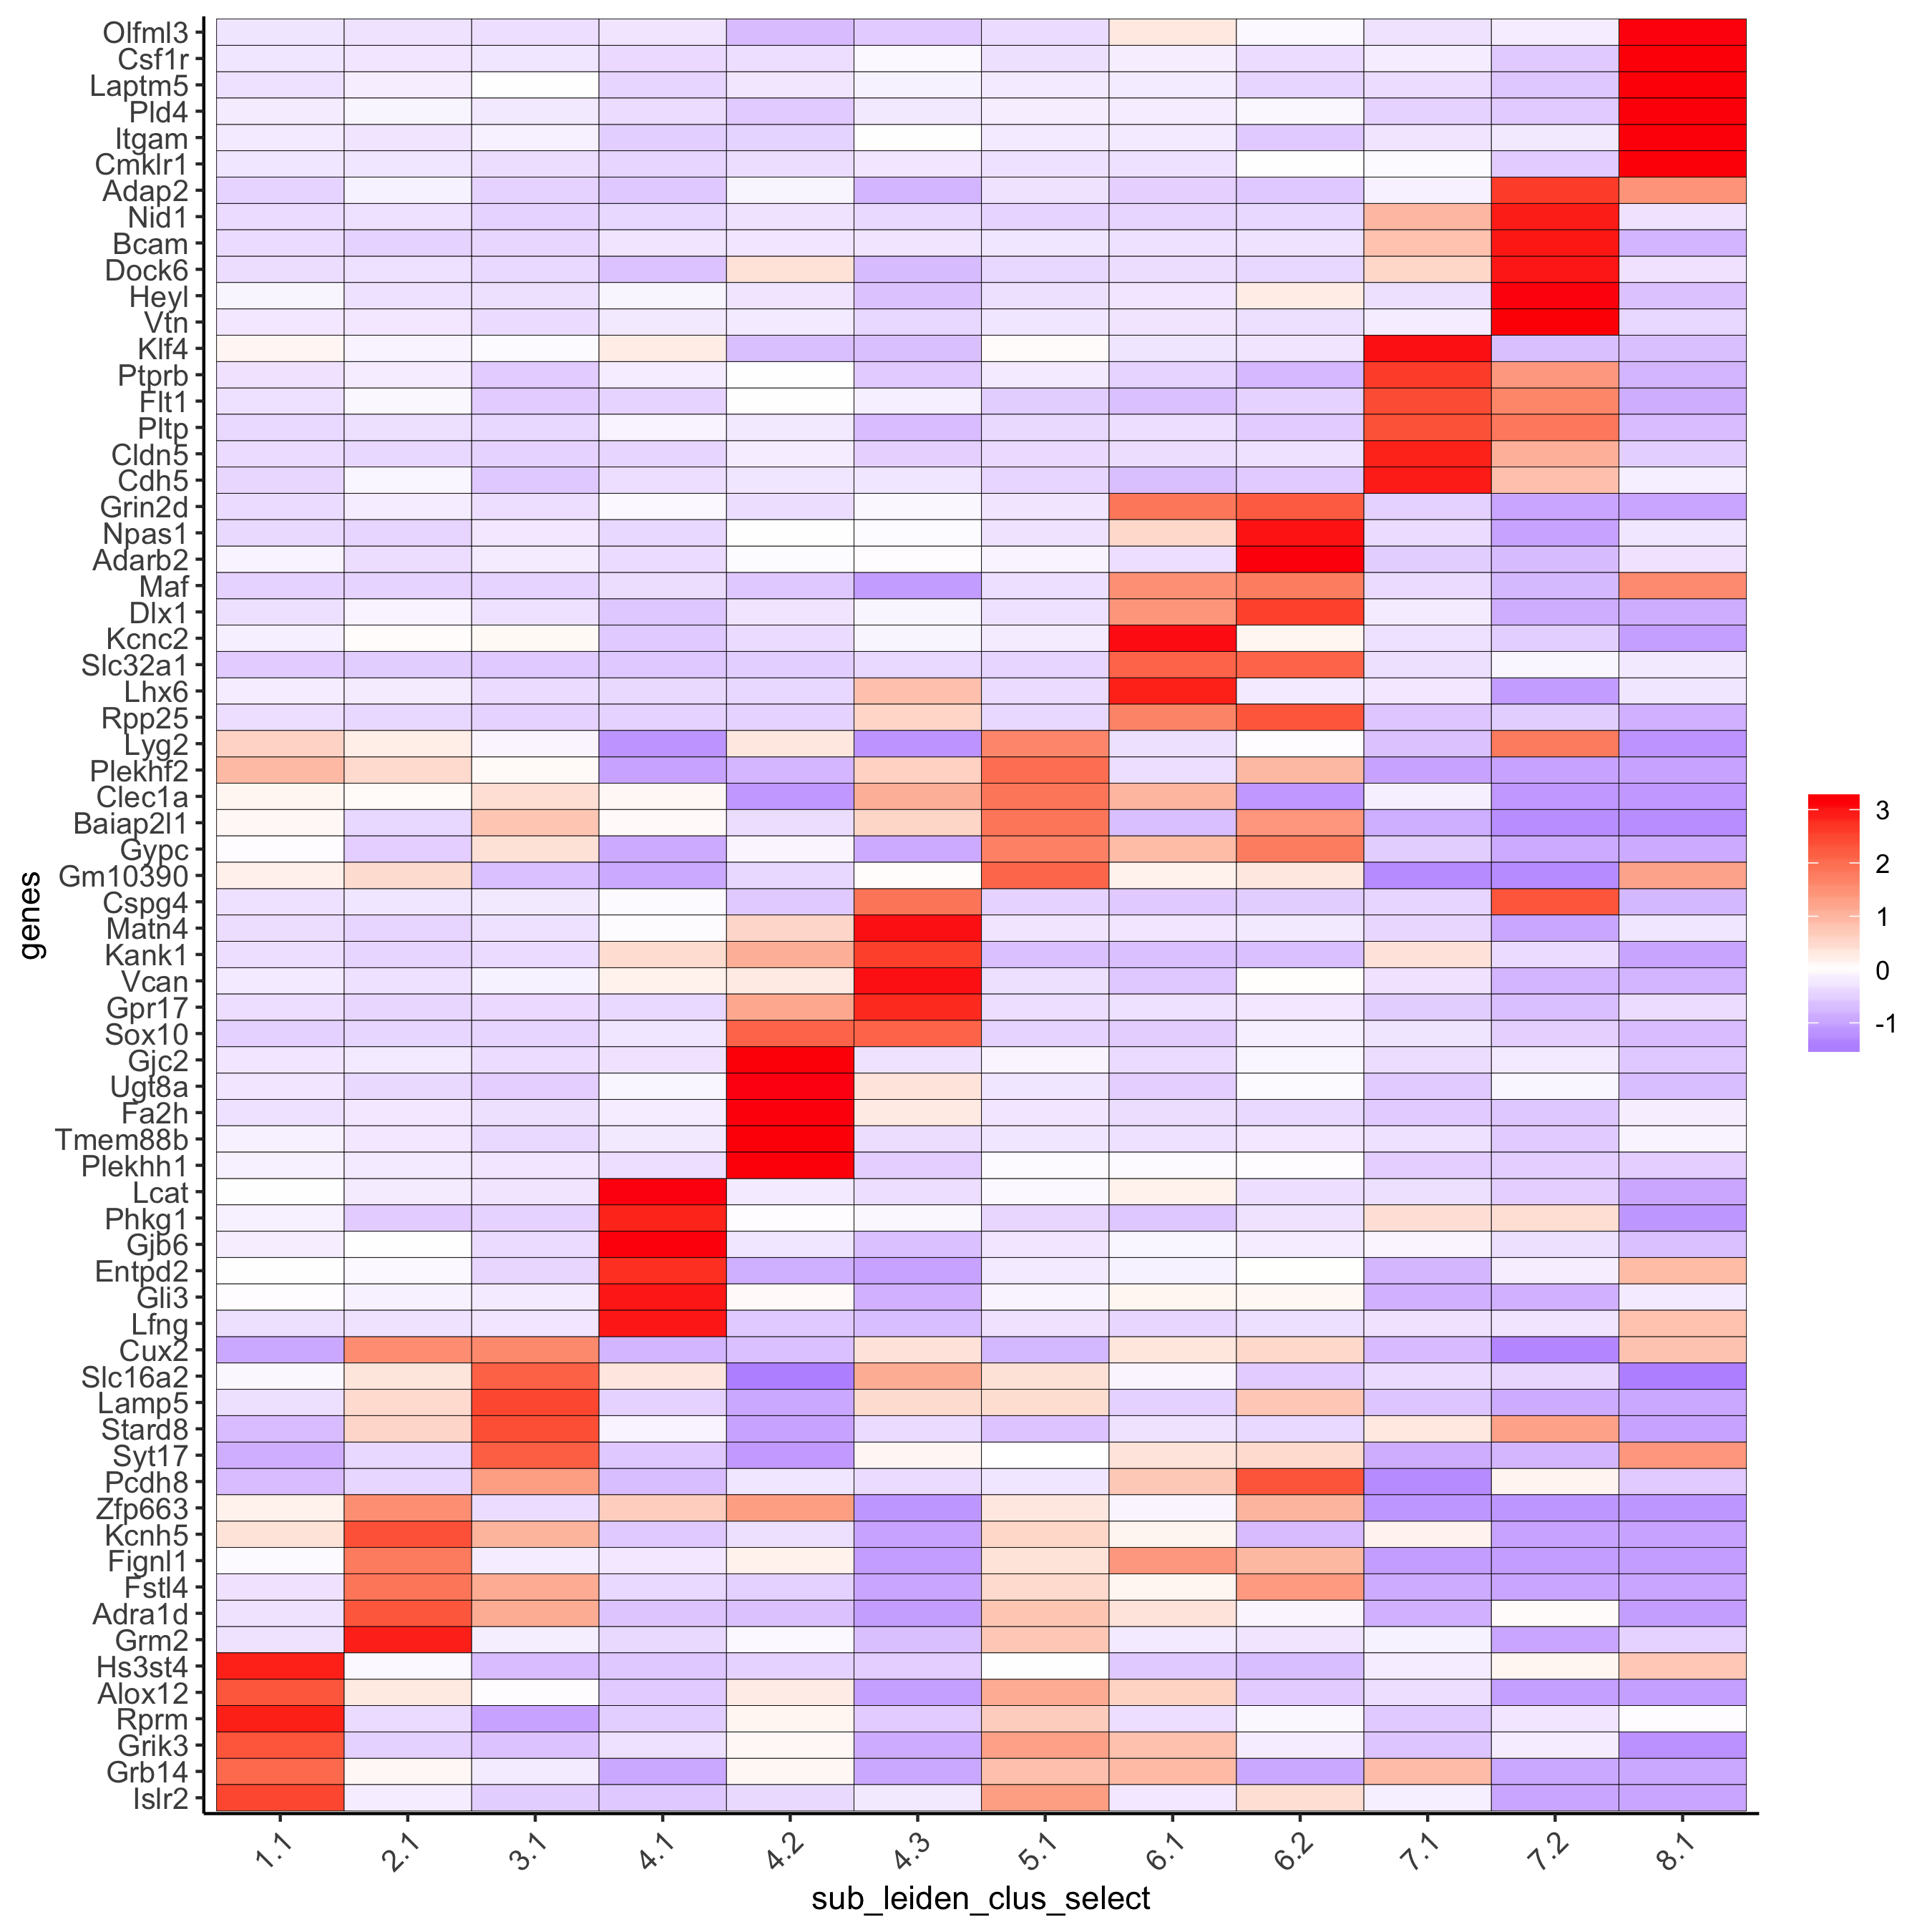 Olfml3
Csf1r
Laptm5
Pld4
Itgam
Cmklr1
Adap2
Nid1
Bcam
Dock6
Heyl
Vtn
Klf4
Ptprb
Flt1
Pltp
Cldn5
Cdh5
Grin2d
Npas1
Adarb2
Maf
Dlx1
Kcnc2
Slc32a1
Lhx6
Rpp25
Lyg2
Plekhf2
Clec1a
Baiap2l1
Gypc
Gm10390
Cspg4
Matn4
Kank1
Vcan
Gpr17
Sox10
Gjc2
Ugt8a
Fa2h
Tmem88b
Plekhh1
Lcat
Phkg1
Gjb6
Entpd2
Gli3
Lfng
Cux2
Slc16a2
Lamp5
Stard8
Syt17
Pcdh8
Zfp663
Kcnh5
Fignl1
Fstl4
Adra1d
Grm2
Hs3st4
Alox12
Rprm
Grik3
Grb14
Islr2
genes
1.1 2.1 3.1 4.1 4.2 4.3 5.1 6.1 6.2 7.1 7.2 8.1
sub_leiden_clus_select
3
2
1
0
-1